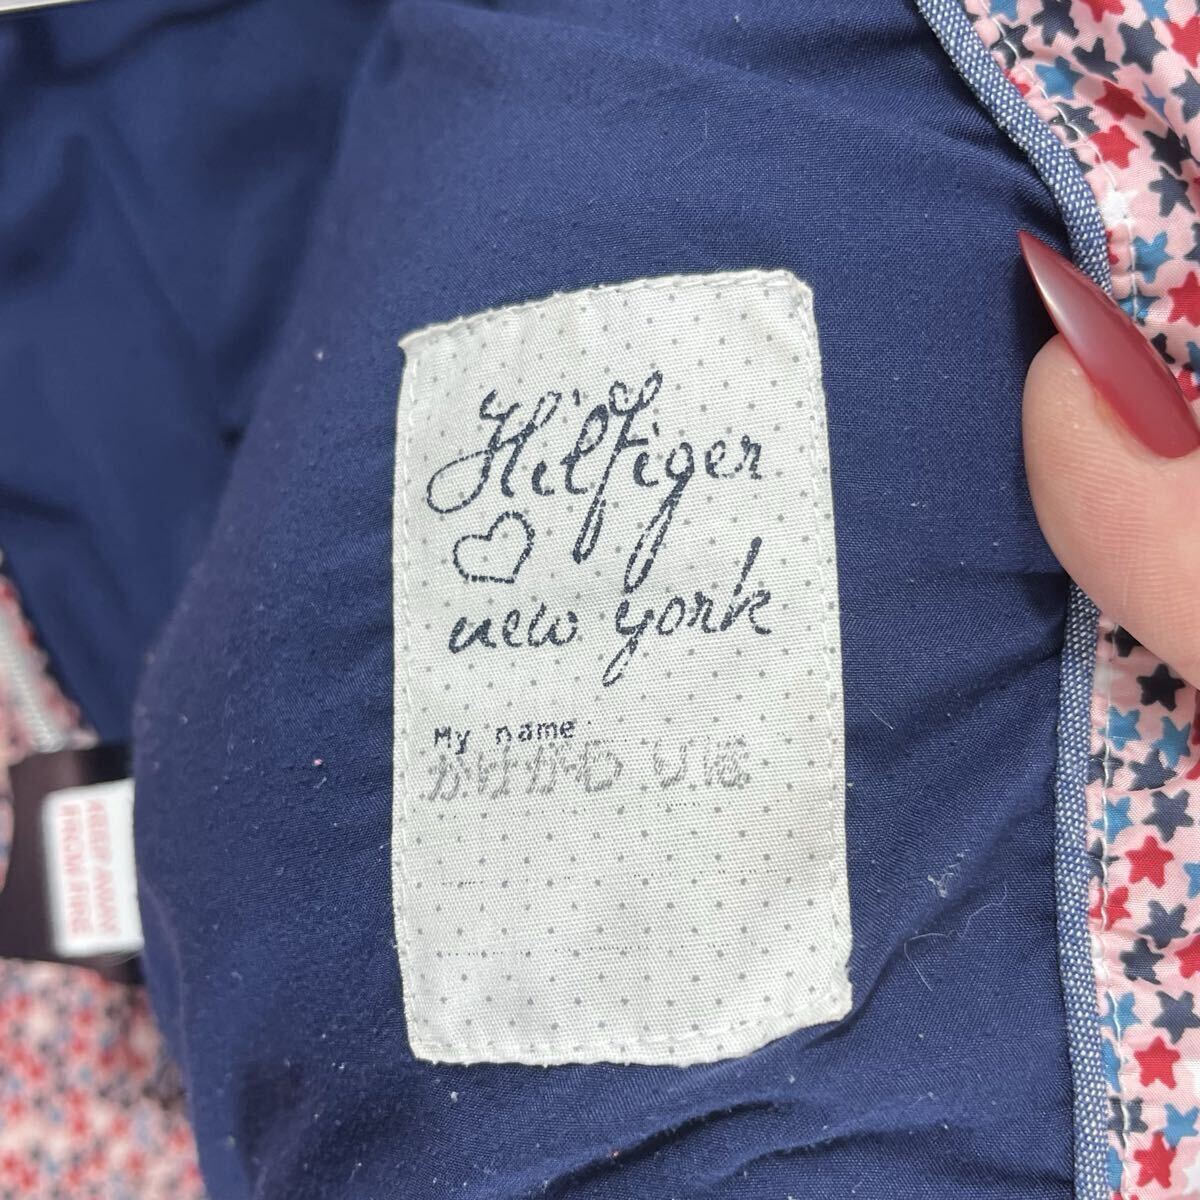 Hilfiger
new york
My name
KEEP AWAY
FROM FIRE